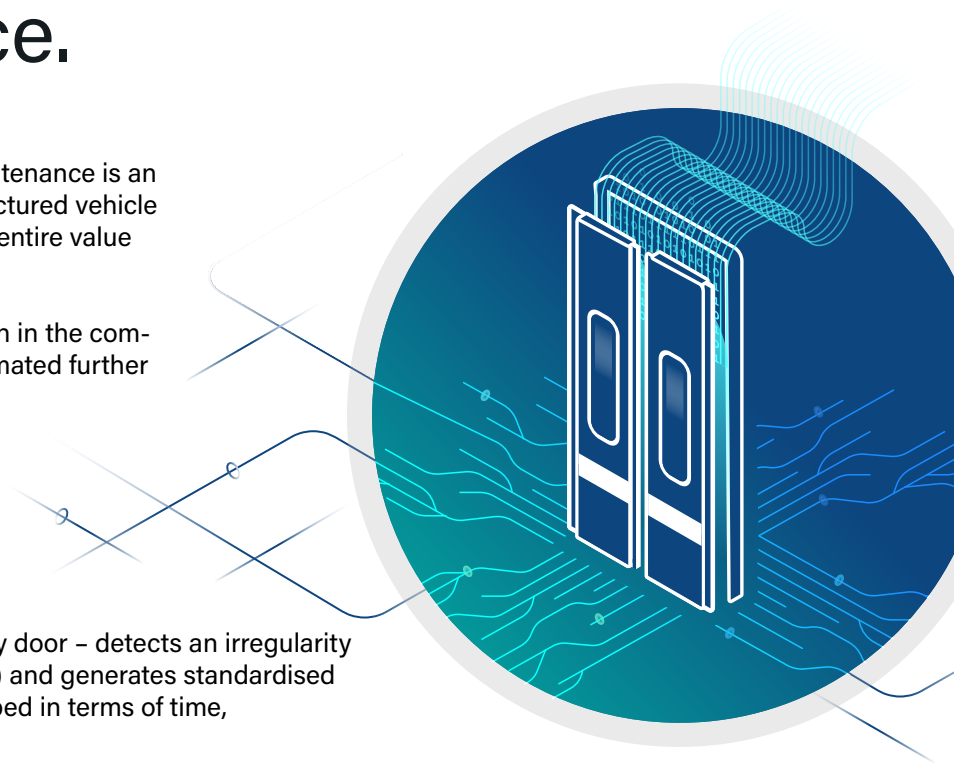 ce.
tenance is an
ctured vehicle
entire value
n in the com-
mated further
y door – detects an irregularity
) and generates standardised
ped in terms of time,